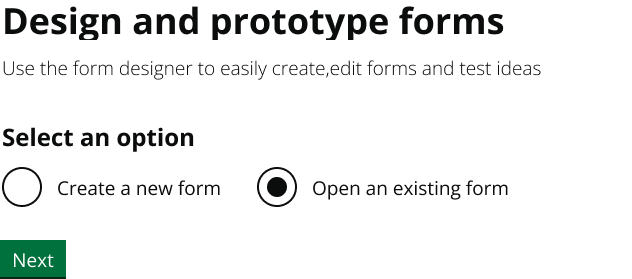 Design and prototype forms
Use the form designer to easily create,edit forms and test ideas
Select an option
Create a new form
Open an existing form
Next